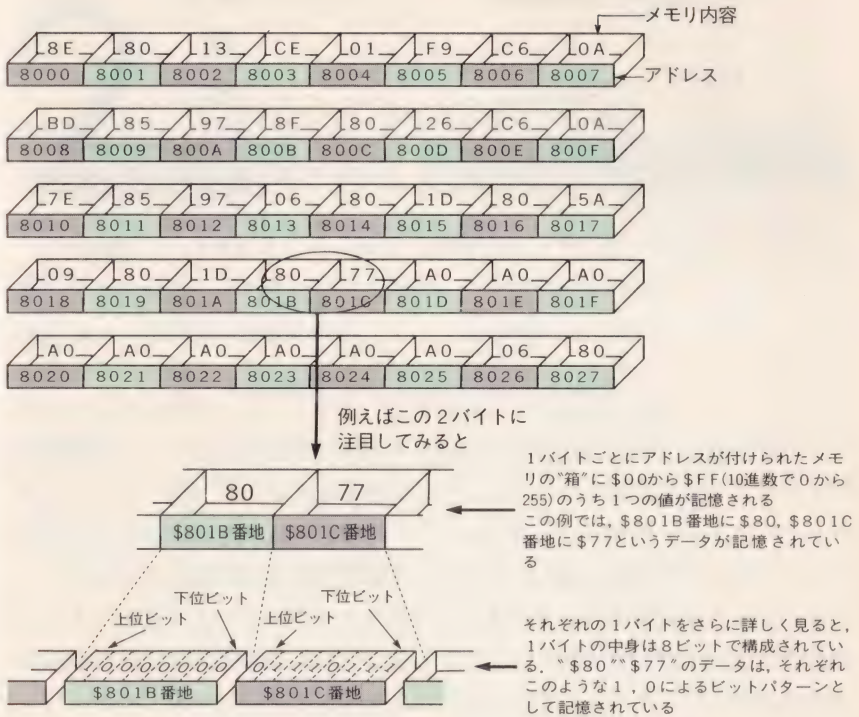 メモリ内容
8E 80 13 CE 01 F9 C6 0A
8000 8001 8002 8003 8004 8005 8006 8007
アドレス
BD 85 97 8F 80 26 C6 0A
8008 8009 800A 800B 800C 800D 800E 800F
7E 85 97 06 80 1D 80 5A
8010 8011 8012 8013 8014 8015 8016 8017
09 80 1D 80 77 A0 A0 A0
8018 8019 801A 801B 801C 801D 801E 801F
A0 A0 A0 A0 A0 A0 06 80
8020 8021 8022 8023 8024 8025 8026 8027
例えばこの2バイトに
注目してみると
80 77
$801B番地 $801C番地
1バイトごとにアドレスが付けられたメモ
リの“箱”に$00から$FF(10進数で0から
255)のうち1つの値が記憶される
この例では,$801B番地に$80,$801C
番地に$77というデータが記憶されてい
る
下位ビット 下位ビット
上位ビット 上位ビット
1 0 0 0 0 0 0 0 0 1 1 1 0 1 1 1
$801B番地 $801C番地
それぞれの1バイトをさらに詳しく見ると,
1バイトの中身は8ビットで構成されてい
る.“$80”“$77”のデータは,それぞれ
このような1,0によるビットパターンと
して記憶されている